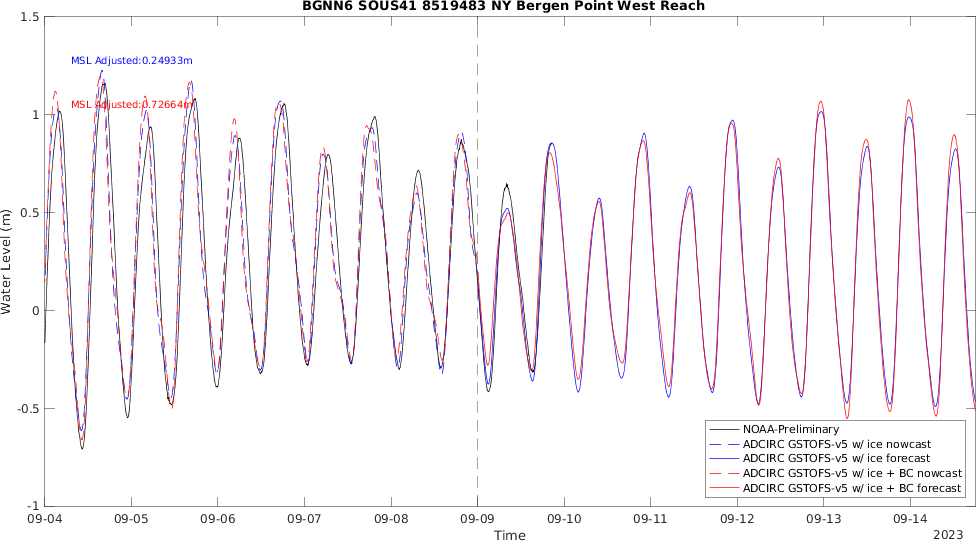 BGNN6 SOUS41 8519483 NY Bergen Point West Reach
1.5
MSL Adjusted:0.24933m
MSL Adjusted:0.72664m
1
0.5
0
-0.5
-1
Water Level (m)
NOAA-Preliminary
ADCIRC GSTOFS-v5 w/ ice nowcast
ADCIRC GSTOFS-v5 w/ ice forecast
ADCIRC GSTOFS-v5 w/ ice + BC nowcast
ADCIRC GSTOFS-v5 w/ ice + BC forecast
09-04 09-05 09-06 09-07 09-08 09-09 09-10 09-11 09-12 09-13 09-14
Time
2023